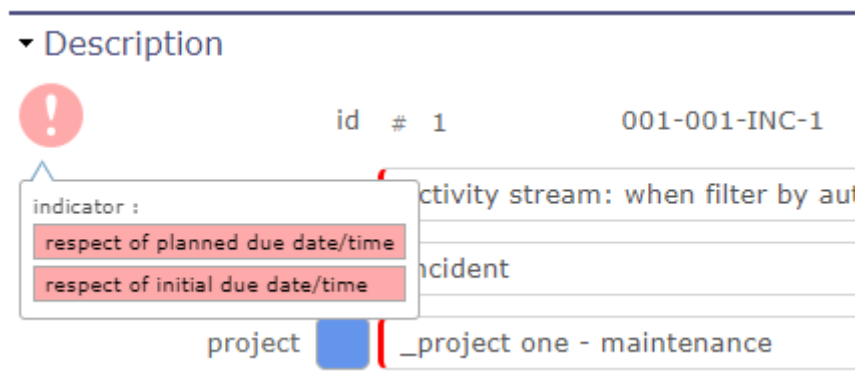 Description
id # 1 001-001-INC-1
ctivity stream: when filter by aut
indicator :
respect of planned due date/time
ncident
respect of initial due date/time
project _project one - maintenance